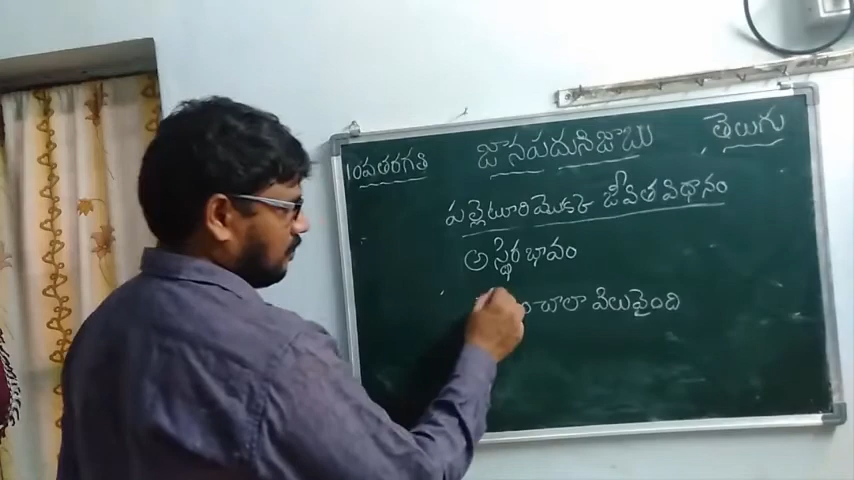 10వతరగతి జానపదునిజాబు తెలుగు
పల్లెటూరి మొక్క జీవిత విధానం
అస్థిర భావం
చాలా విలువైంది